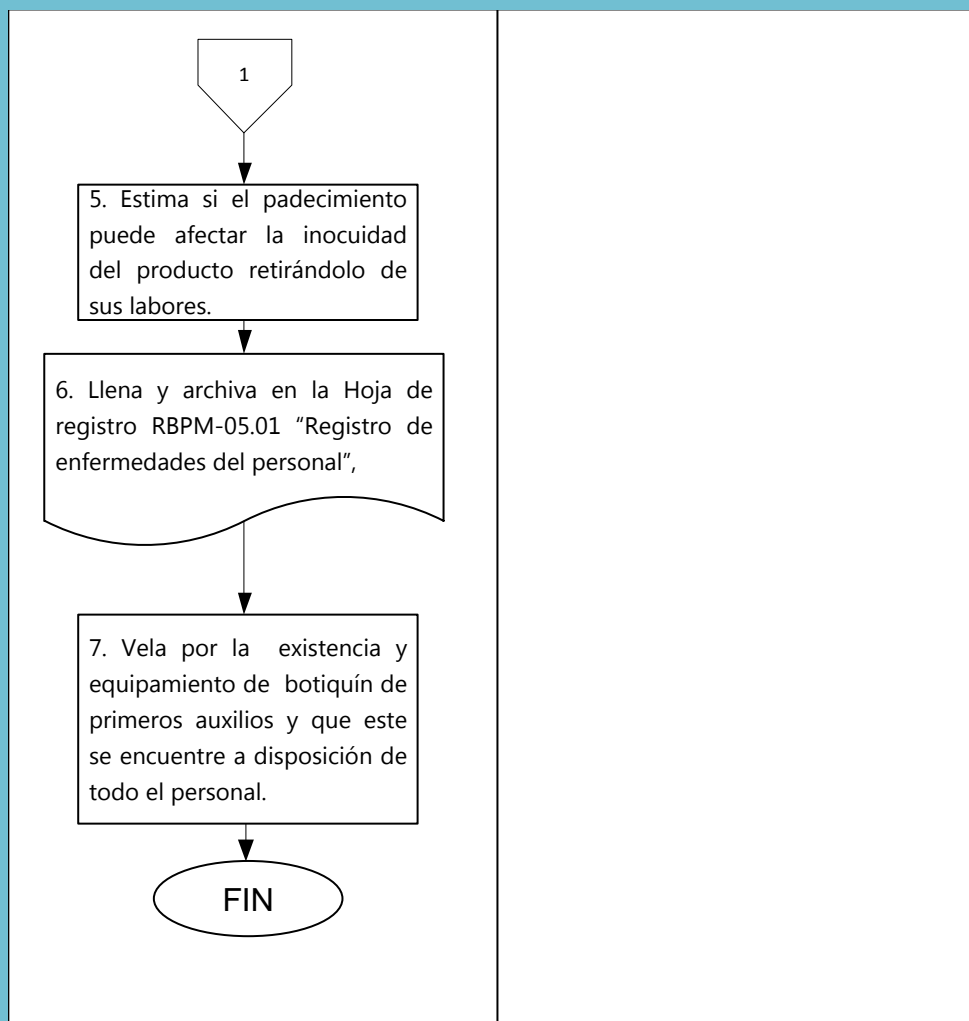 1
5. Estima si el padecimiento
puede afectar la inocuidad
del producto retirándolo de
sus labores.
6. Llena y archiva en la Hoja de
registro RBPM-05.01 “Registro de
enfermedades del personal”,
7. Vela por la existencia y
equipamiento de botiquín de
primeros auxilios y que este
se encuentre a disposición de
todo el personal.
FIN